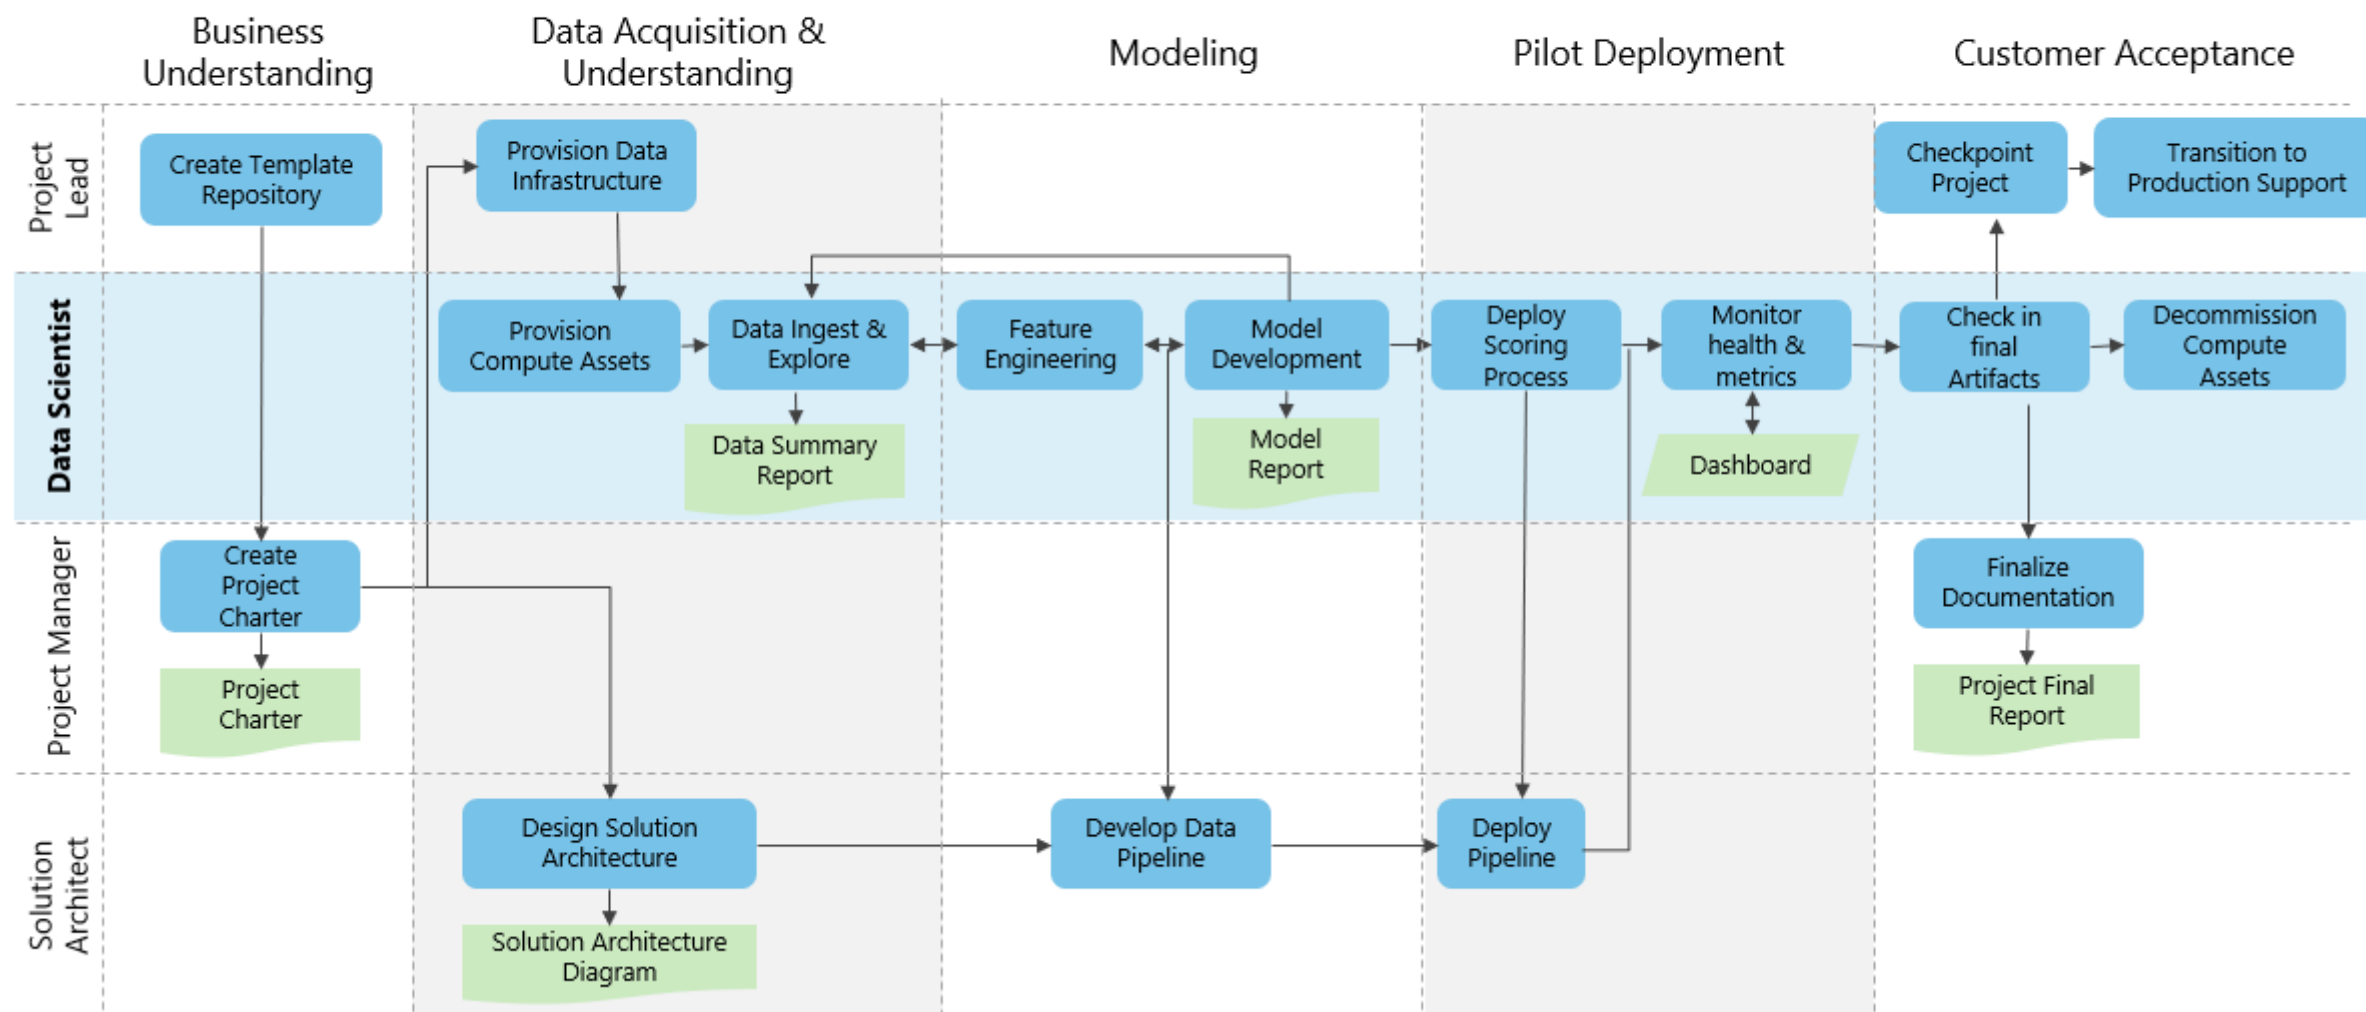 Business
Understanding
Data Acquisition &
Understanding
Modeling
Pilot Deployment
Customer Acceptance
Project
Lead
Create Template
Repository
Provision Data
Infrastructure
Checkpoint
Project
Transition to
Production Support
Data Scientist
Provision
Compute Assets
Data Ingest &
Explore
Feature
Engineering
Model
Development
Deploy
Scoring
Process
Monitor
health &
metrics
Check in
final
Artifacts
Decommission
Compute
Assets
Data Summary
Report
Model
Report
Dashboard
Project Manager
Create
Project
Charter
Finalize
Documentation
Project
Charter
Project Final
Report
Solution
Architect
Design Solution
Architecture
Develop Data
Pipeline
Deploy
Pipeline
Solution Architecture
Diagram